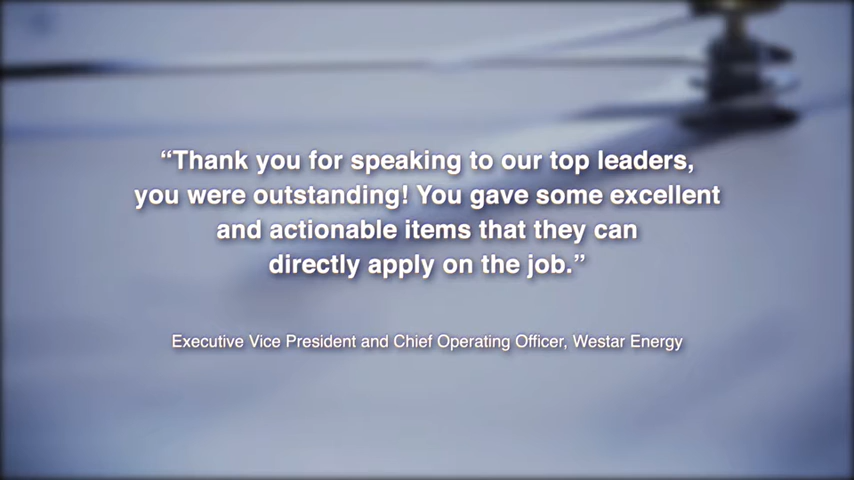 “Thank you for speaking to our top leaders,
you were outstanding! You gave some excellent
and actionable items that they can
directly apply on the job.”
Executive Vice President and Chief Operating Officer, Westar Energy